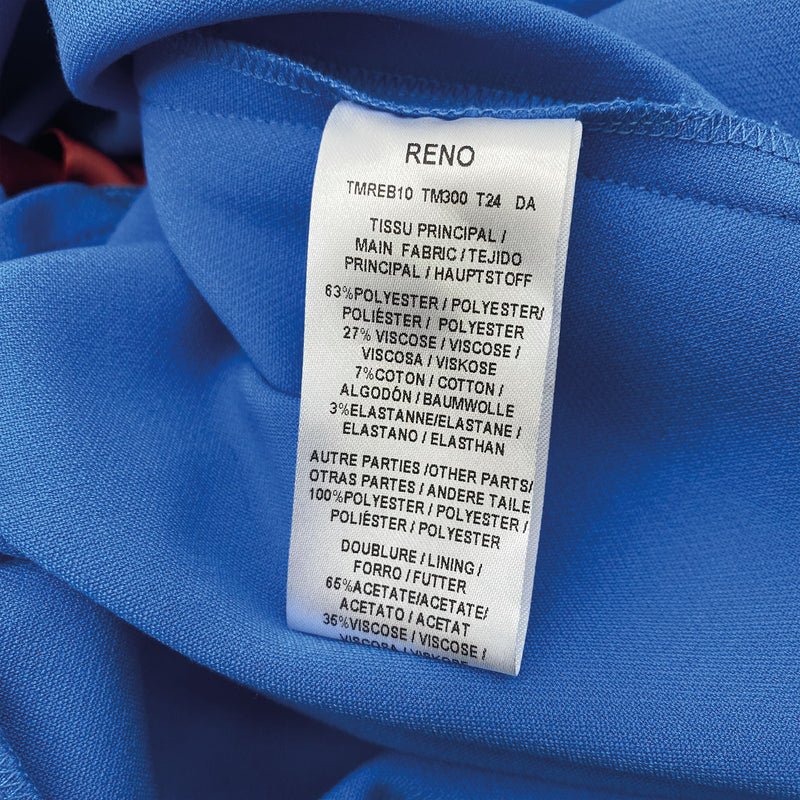 RENO
TMREB10 TM300 T24 DA
TISSU PRINCIPAL /
MAIN FABRIC / TEJIDO
PRINCIPAL / HAUPTSTOFF
63%POLYESTER / POLYESTER/
POLIÉSTER / POLYESTER
27% VISCOSE / VISCOSE /
VISCOSA / VISKOSE
7%COTON / COTTON /
ALGODÓN / BAUMWOLLE
3%ELASTANNE/ELASTANE /
ELASTANO / ELASTHAN
AUTRE PARTIES /OTHER PARTS/
OTRAS PARTES / ANDERE TAILE
100%POLYESTER / POLYESTER /
POLIÉSTER / POLYESTER
DOUBLURE / LINING /
FORRO / FUTTER
65%ACETATE/ACETATE/
ACETATO / ACETAT
35%VISCOSE / VISCOSE /
VISCOSA / VISKOSE